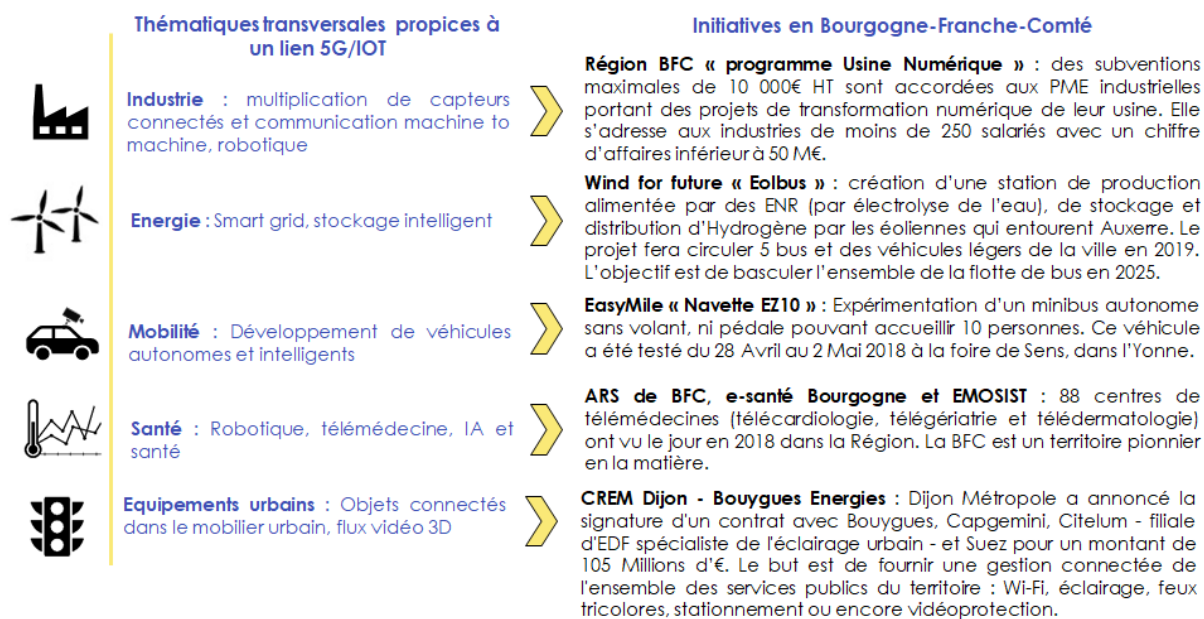 Thématiques transversales propices à
un lien 5G/IOT
Initiatives en Bourgogne-Franche-Comté
Industrie : multiplication de capteurs
connectés et communication machine to
machine, robotique
Région BFC « programme Usine Numérique » : des subventions
maximales de 10 000€ HT sont accordées aux PME industrielles
portant des projets de transformation numérique de leur usine. Elle
s'adresse aux industries de moins de 250 salariés avec un chiffre
d'affaires inférieur à 50 M€.
Energie : Smart grid, stockage intelligent
Wind for future « Eolbus » : création d'une station de production
alimentée par des ENR (par électrolyse de l'eau), de stockage et
distribution d'Hydrogène par les éoliennes qui entourent Auxerre. Le
projet fera circuler 5 bus et des véhicules légers de la ville en 2019.
L'objectif est de basculer l'ensemble de la flotte de bus en 2025.
Mobilité : Développement de véhicules
autonomes et intelligents
EasyMile « Navette EZ10 » : Expérimentation d'un minibus autonome
sans volant, ni pédale pouvant accueillir 10 personnes. Ce véhicule
a été testé du 28 Avril au 2 Mai 2018 à la foire de Sens, dans l'Yonne.
Santé : Robotique, télémédecine, IA et
santé
ARS de BFC, e-santé Bourgogne et EMOSIST : 88 centres de
télémédecines (télécardiologie, télégériatrie et télédermatologie)
ont vu le jour en 2018 dans la Région. La BFC est un territoire pionnier
en la matière.
Equipements urbains : Objets connectés
dans le mobilier urbain, flux vidéo 3D
CREM Dijon - Bouygues Energies : Dijon Métropole a annoncé la
signature d'un contrat avec Bouygues, Capgemini, Citelum - filiale
d'EDF spécialiste de l'éclairage urbain - et Suez pour un montant de
105 Millions d'€. Le but est de fournir une gestion connectée de
l'ensemble des services publics du territoire : Wi-Fi, éclairage, feux
tricolores, stationnement ou encore vidéoprotection.